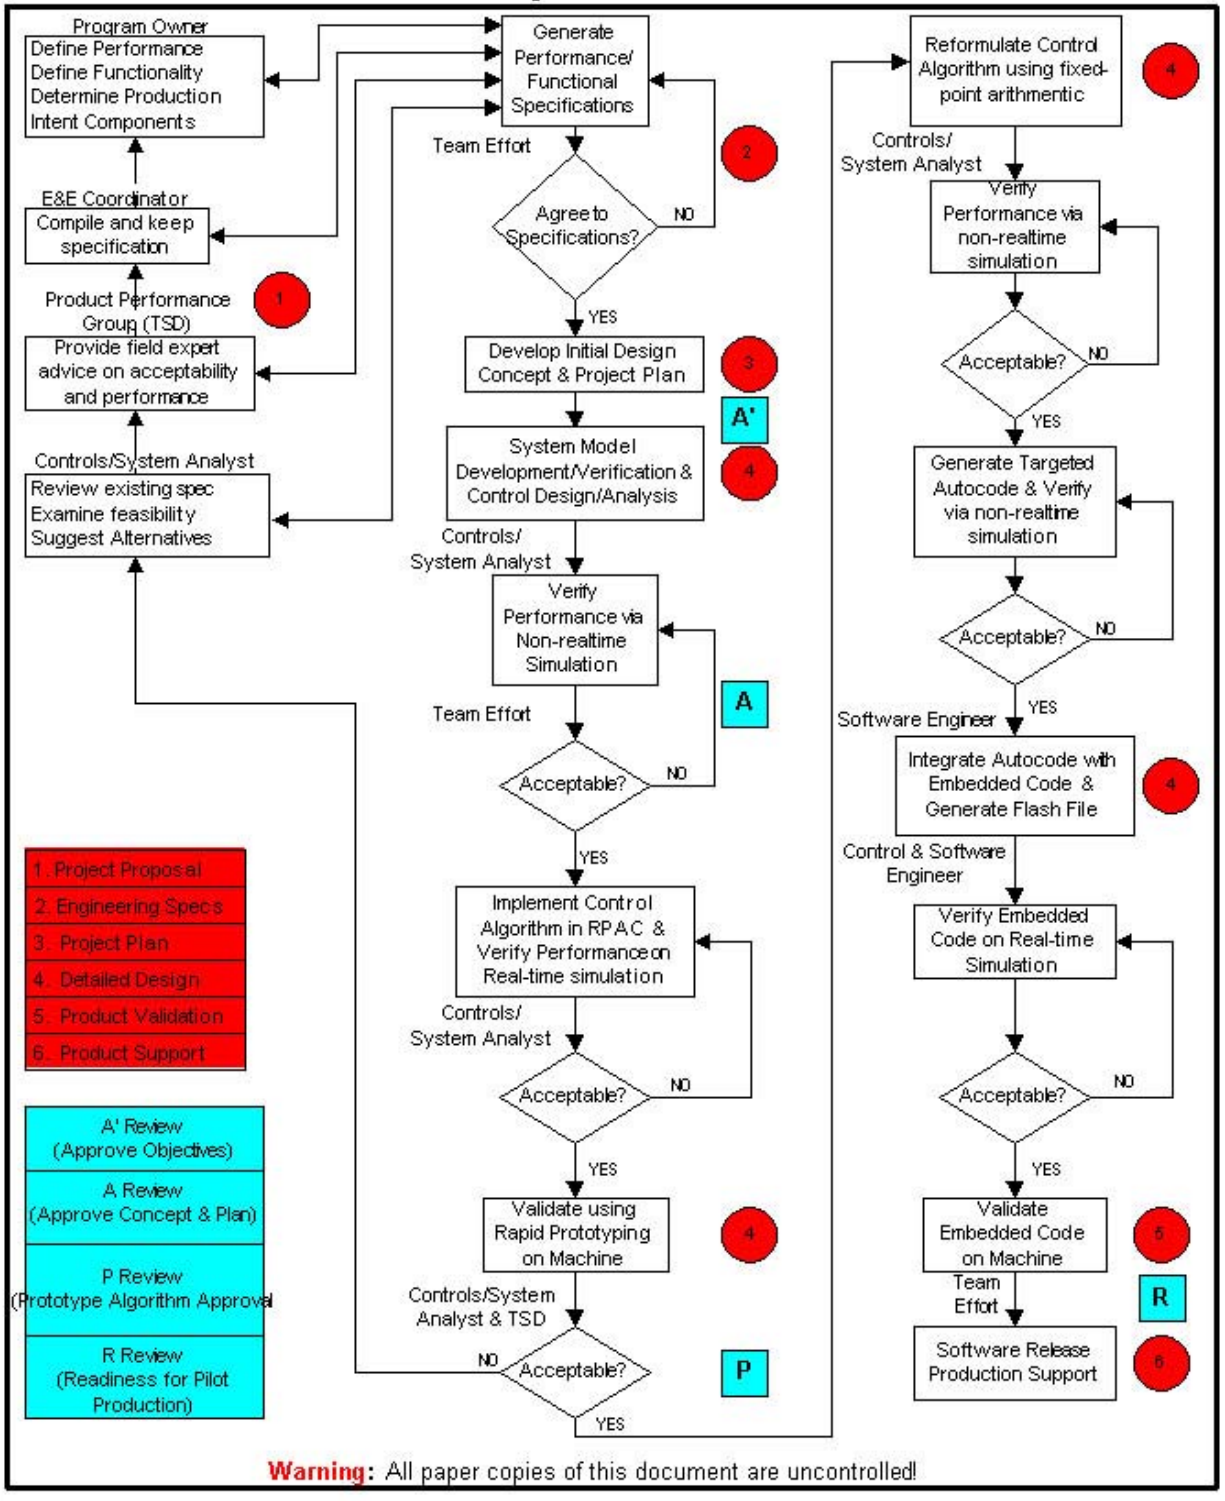 Program Owner
Define Performance
Define Functionality
Determine Production
Intent Components
E&E Coordinator
Compile and keep
specification
Product Performance
Group (TSD)
1
Provide field expert
advice on acceptability
and performance
Controls/System Analyst
Review existing spec
Examine feasibility
Suggest Alternatives
1. Project Proposal
2. Engineering Specs
3. Project Plan
4. Detailed Design
5. Product Validation
6. Product Support
A' Review
(Approve Objectives)
A Review
(Approve Concept & Plan)
P Review
(Prototype Algorithm Approval
R Review
(Readiness for Pilot
Production)
Generate
Performance/
Functional
Specifications
Team Effort
2
Agree to
Specifications?
NO
YES
Develop Initial Design
Concept & Project Plan
3
A'
System Model
Development/Verification &
Control Design/Analysis
4
Controls/
System Analyst
Verify
Performance via
Non-realtime
Simulation
A
Team Effort
Acceptable?
NO
YES
Implement Control
Algorithm in RPAC &
Verify Performance on
Real-time simulation
Controls/
System Analyst
Acceptable?
NO
YES
Validate using
Rapid Prototyping
on Machine
4
Controls/System
Analyst & TSD
NO
Acceptable?
P
YES
Reformulate Control
Algorithm using fixed-
point arithmentic
4
Controls/
System Analyst
Verify
Performance via
non-realtime
simulation
Acceptable?
NO
YES
Generate Targeted
Autocode & Verify
via non-realtime
simulation
Acceptable?
NO
YES
Software Engineer
Integrate Autocode with
Embedded Code &
Generate Flash File
4
Control & Software
Engineer
Verify Embedded
Code on Real-time
Simulation
Acceptable?
NO
YES
Validate
Embedded Code
on Machine
5
Team
Effort
R
Software Release
Production Support
6
Warning: All paper copies of this document are uncontrolled!